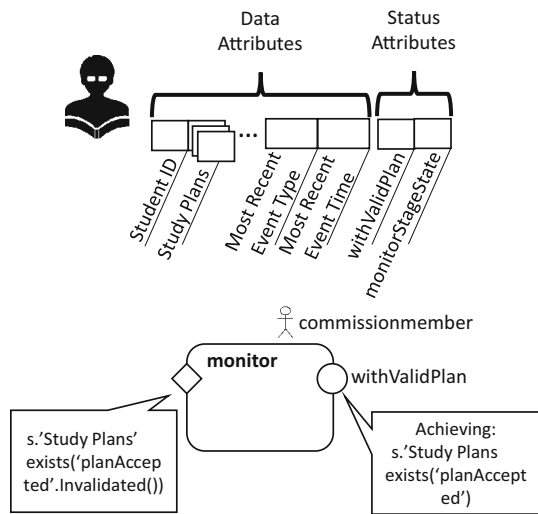 Data
Attributes
Status
Attributes
...
Student ID
Study Plans
Most Recent
Event Type
Most Recent
Event Time
withValidPlan
monitorStageState
commissionmember
monitor
withValidPlan
s.’Study Plans’
exists(‘planAccep
ted’.Invalidated())
Achieving:
s.’Study Plans
exists(‘planAccept
ed’)